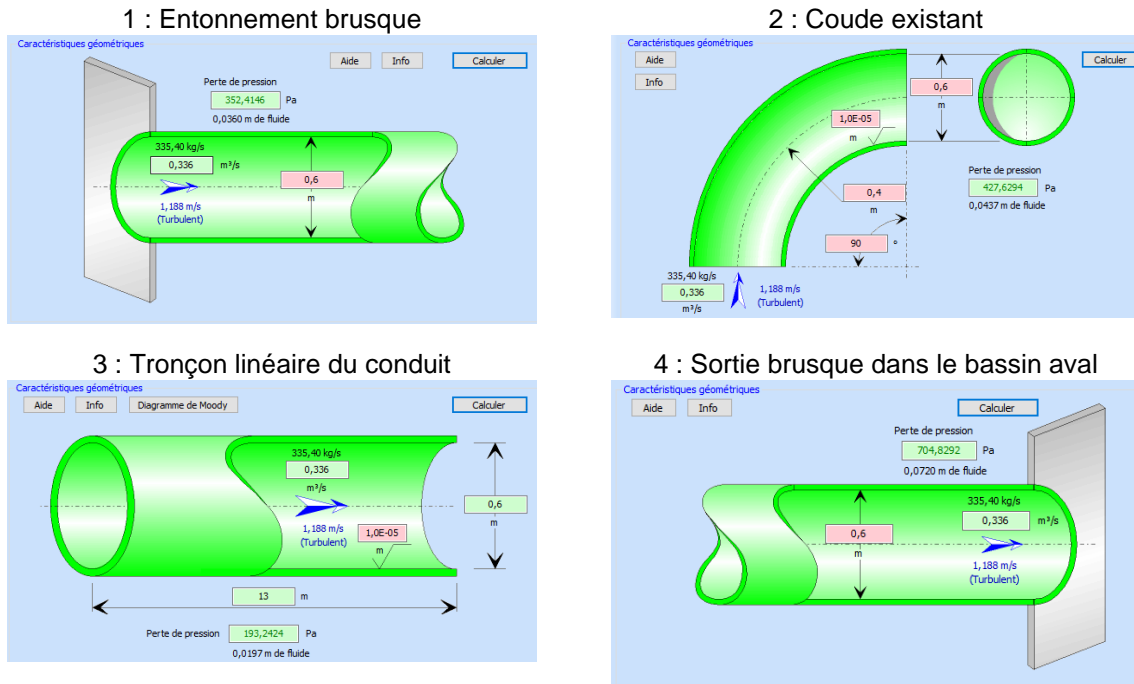 1 : Entonnement brusque
Caractéristiques géométriques
Aide Info Calculer
Perte de pression
352,4146 Pa
0,0360 m de fluide
335,40 kg/s
0,336 m³/s
0,6
m
1,188 m/s
(Turbulent)
2 : Coude existant
Caractéristiques géométriques
Aide Calculer
Info
0,6
m
1,0E-05
m
Perte de pression
427,6294 Pa
0,0437 m de fluide
0,4
m
90 °
335,40 kg/s
0,336
m³/s
1,188 m/s
(Turbulent)
3 : Tronçon linéaire du conduit
Caractéristiques géométriques
Aide Info Diagramme de Moody Calculer
335,40 kg/s
0,336
m³/s
0,6
m
1,188 m/s
(Turbulent)
1,0E-05
m
13 m
Perte de pression 193,2424 Pa
0,0197 m de fluide
4 : Sortie brusque dans le bassin aval
Caractéristiques géométriques
Aide Info Calculer
Perte de pression
704,8292 Pa
0,0720 m de fluide
335,40 kg/s
0,336 m³/s
0,6
m
1,188 m/s
(Turbulent)